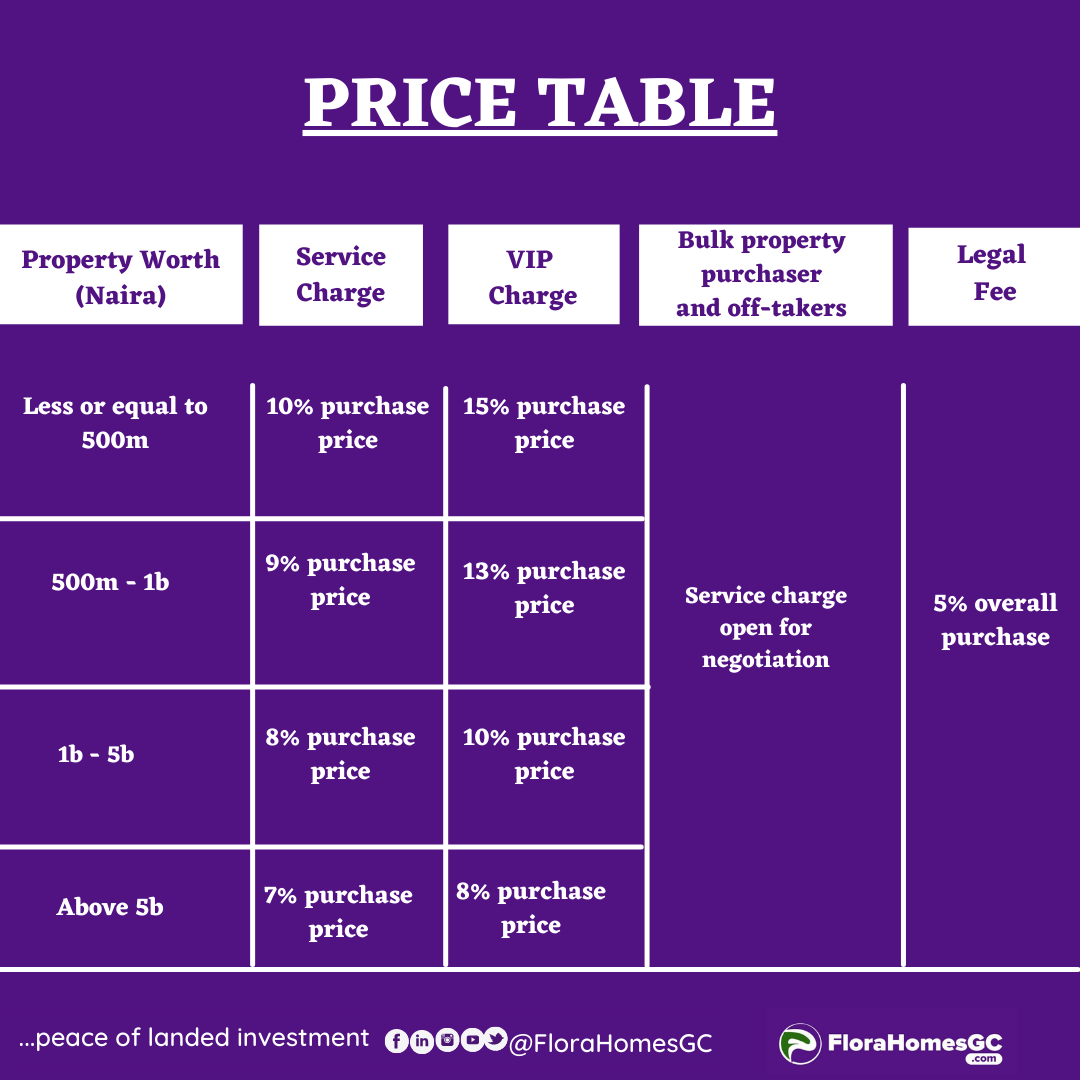 PRICE TABLE
Property Worth
(Naira)
Service
Charge
VIP
Charge
Bulk property
purchaser
and off-takers
Legal
Fee
Less or equal to
500m
10% purchase
price
15% purchase
price
500m - 1b
9% purchase
price
13% purchase
price
Service charge
open for
negotiation
5% overall
purchase
1b - 5b
8% purchase
price
10% purchase
price
Above 5b
7% purchase
price
8% purchase
price
...peace of landed investment
@FloraHomesGC
FloraHomesGC
.com